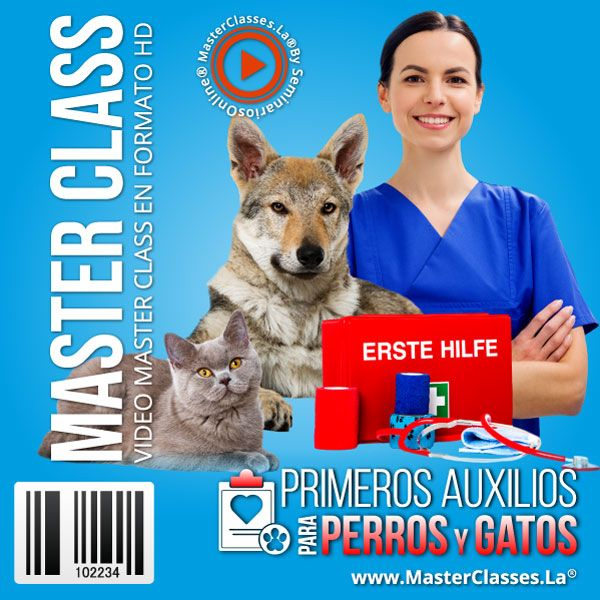 MASTER CLASS
VIDEO MASTER CLASS EN FORMATO HD
MasterClasses.La®By SeminariosOnline®
ERSTE HILFE
PRIMEROS AUXILIOS
PARA PERROS Y GATOS
102234
www.MasterClasses.La®